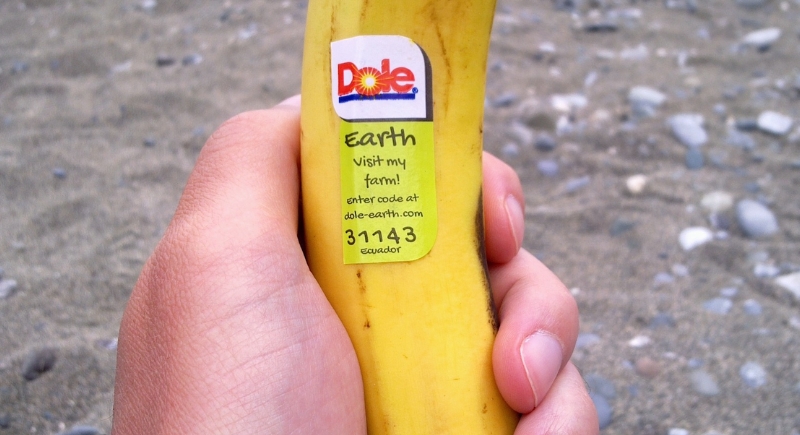 Dole
Earth
Visit my
farm!
Enter code at
dole-earth.com
31143
Ecuador